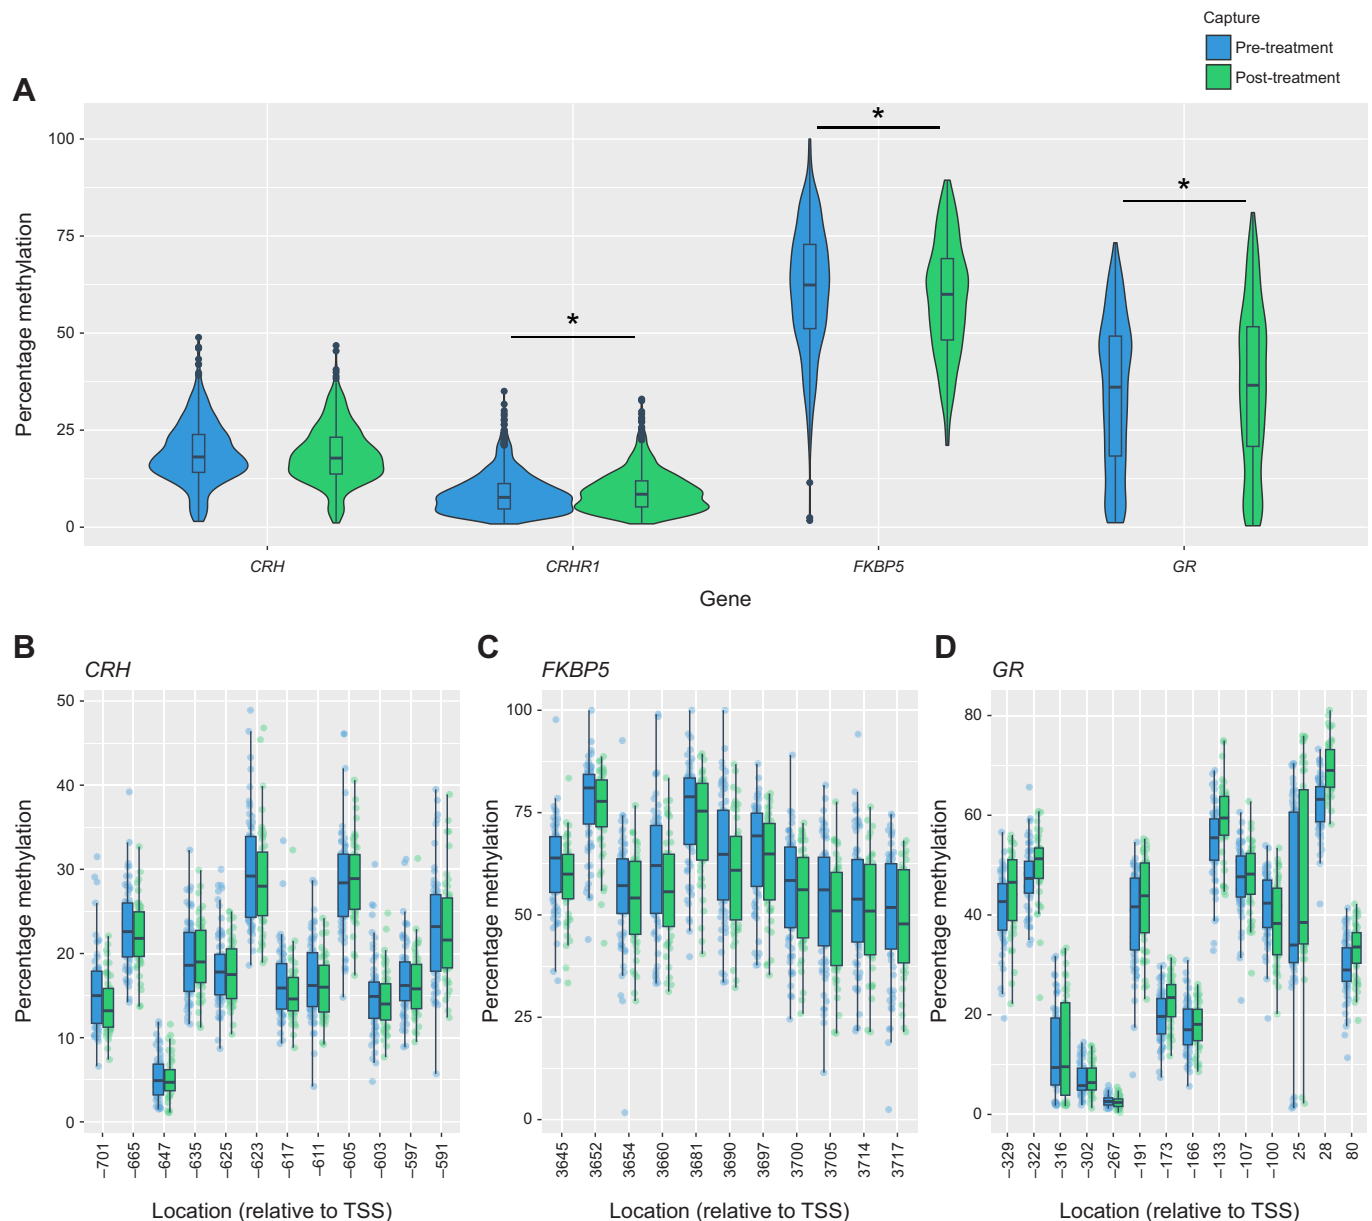 Capture
Pre-treatment
Post-treatment
A
Percentage methylation
100
75
50
25
0
*
*
*
CRH
CRHR1
FKBP5
GR
Gene
B
CRH
Percentage methylation
50
40
30
20
10
0
−701
−665
−647
−635
−625
−623
−617
−611
−605
−603
−597
−591
Location (relative to TSS)
C
FKBP5
Percentage methylation
100
75
50
25
0
3645
3652
3654
3660
3681
3690
3697
3700
3705
3714
3717
Location (relative to TSS)
D
GR
Percentage methylation
80
60
40
20
0
−329
−322
−316
−302
−267
−191
−173
−166
−133
−107
−100
25
28
80
Location (relative to TSS)